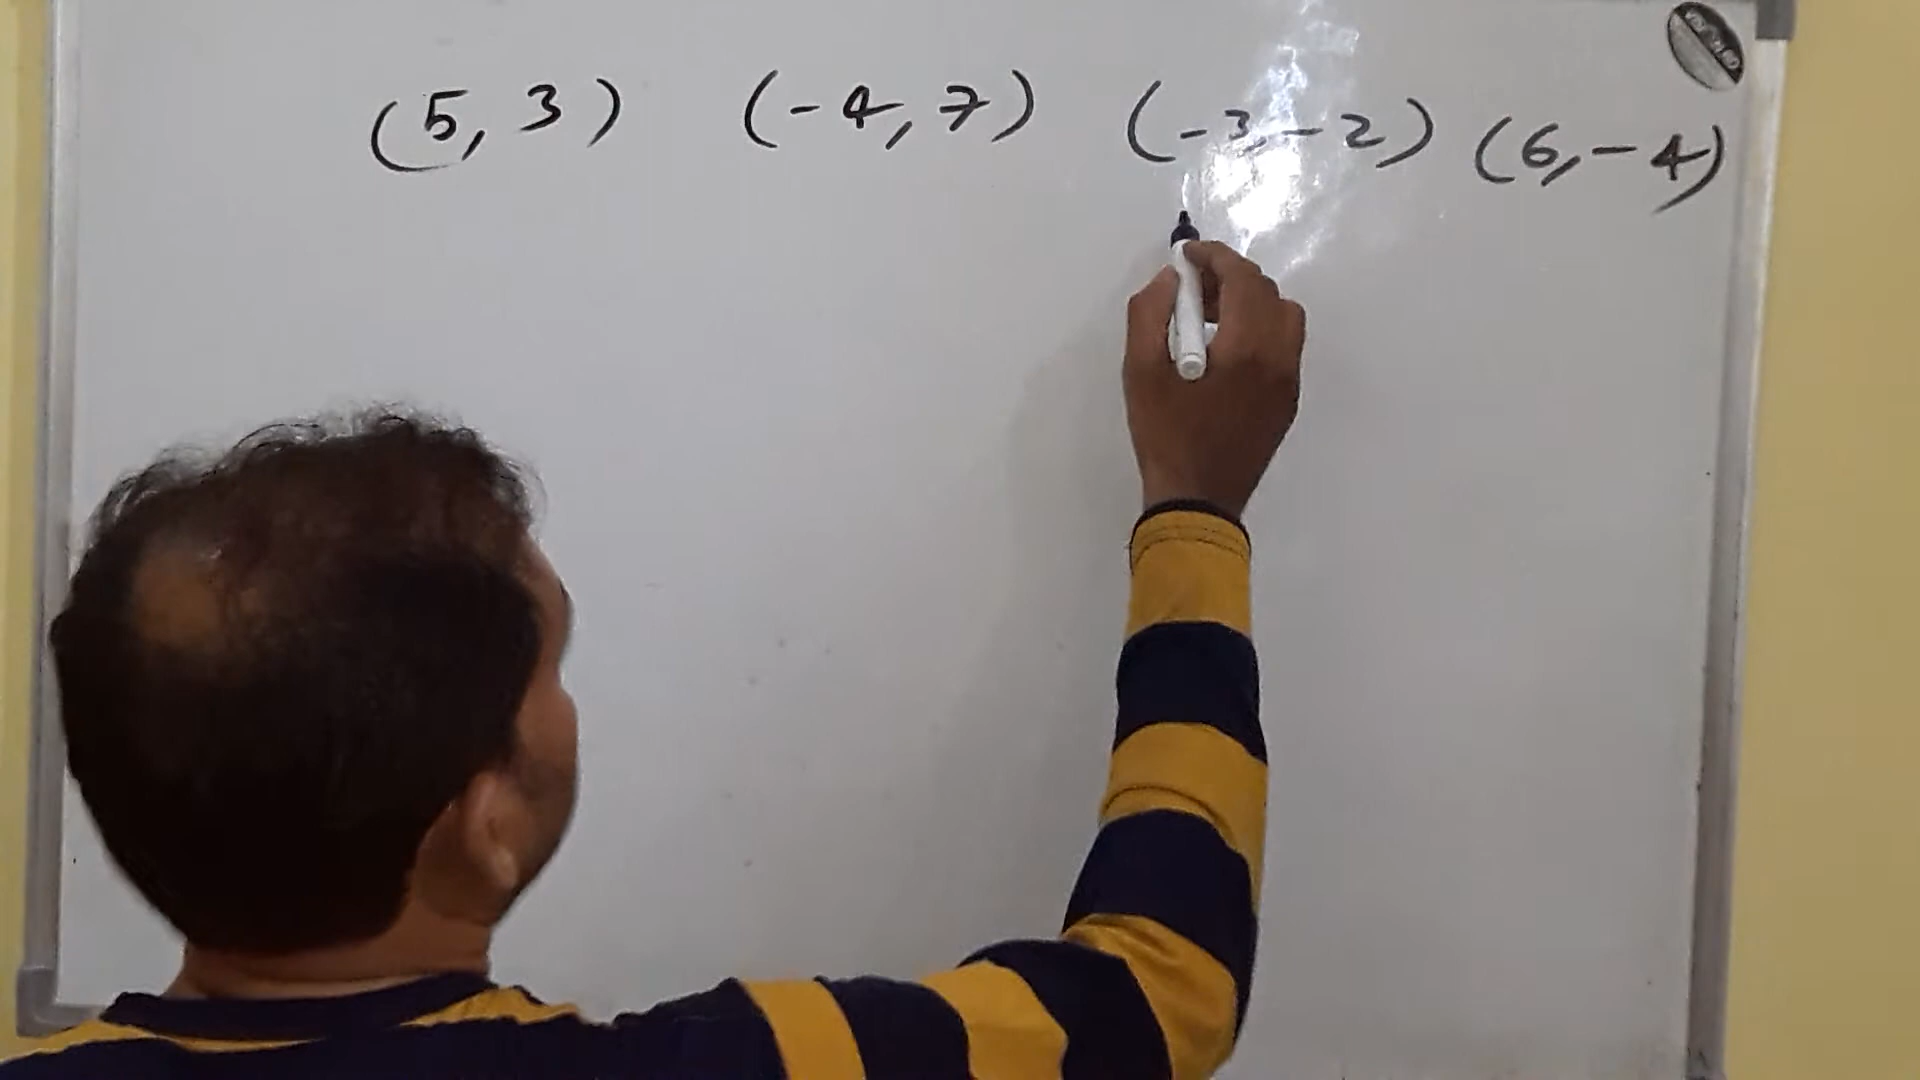 (5, 3) (-4, 7) (-3, -2) (6, -4)